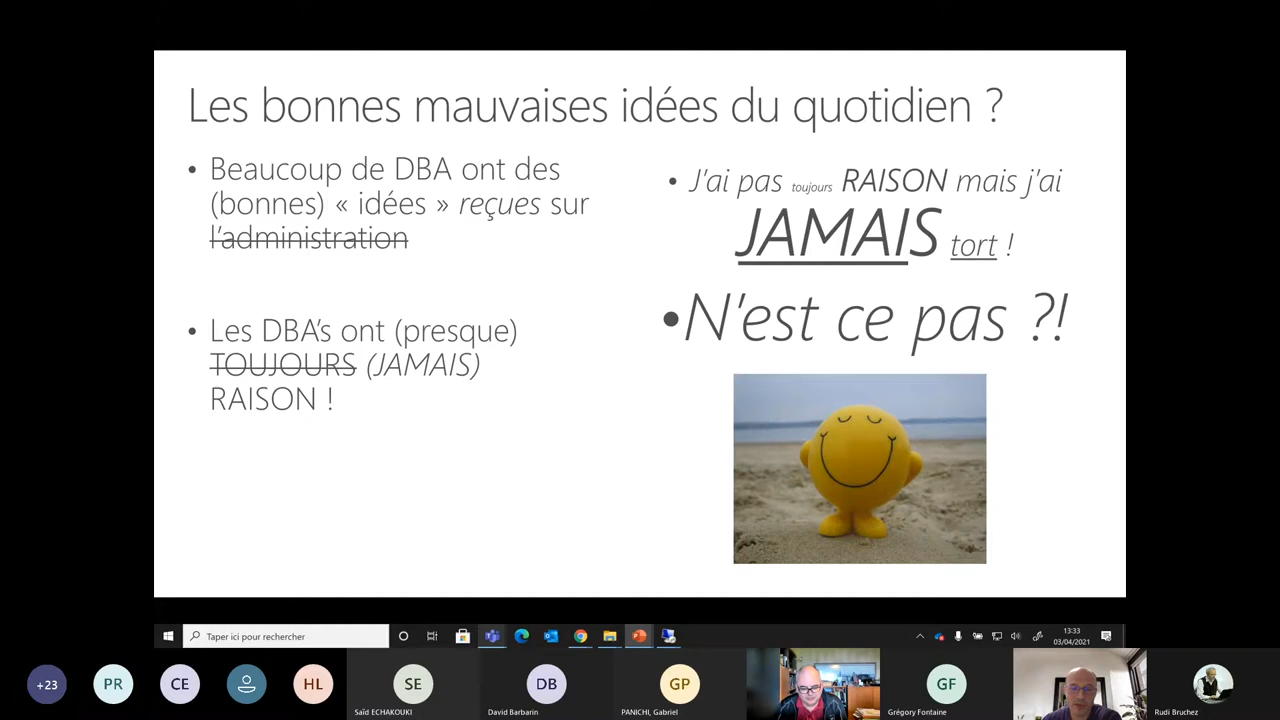 Les bonnes mauvaises idées du quotidien ?
• Beaucoup de DBA ont des
(bonnes) « idées » reçues sur
l'administration
• Les DBA's ont (presque)
TOUJOURS (JAMAIS)
RAISON !
• J'ai pas toujours RAISON mais j'ai
JAMAIS tort !
• N'est ce pas ?!
Taper ici pour rechercher
13:33
03/04/2021
+23
PR
CE
HL
SE
Saïd ECHAKOUKI
DB
David Barbarin
GP
PANICHI, Gabriel
GF
Grégory Fontaine
Rudi Bruchez